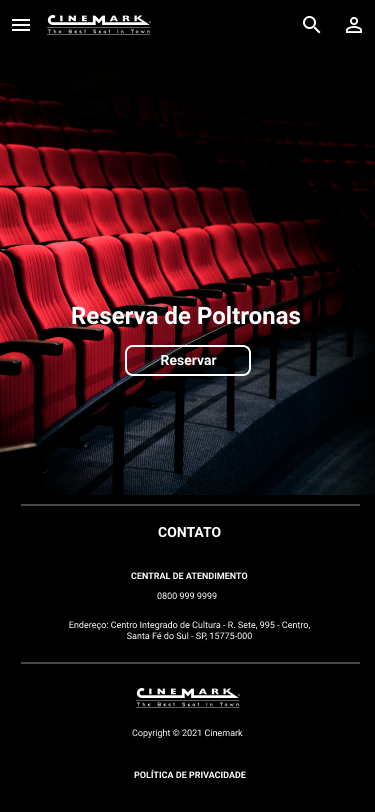 CINEMARK
The Best Seat In Town
Reserva de Poltronas
Reservar
CONTATO
CENTRAL DE ATENDIMENTO
0800 999 9999
Endereço: Centro Integrado de Cultura - R. Sete, 995 - Centro,
Santa Fé do Sul - SP, 15775-000
CINEMARK
The Best Seat In Town
Copyright © 2021 Cinemark
POLÍTICA DE PRIVACIDADE